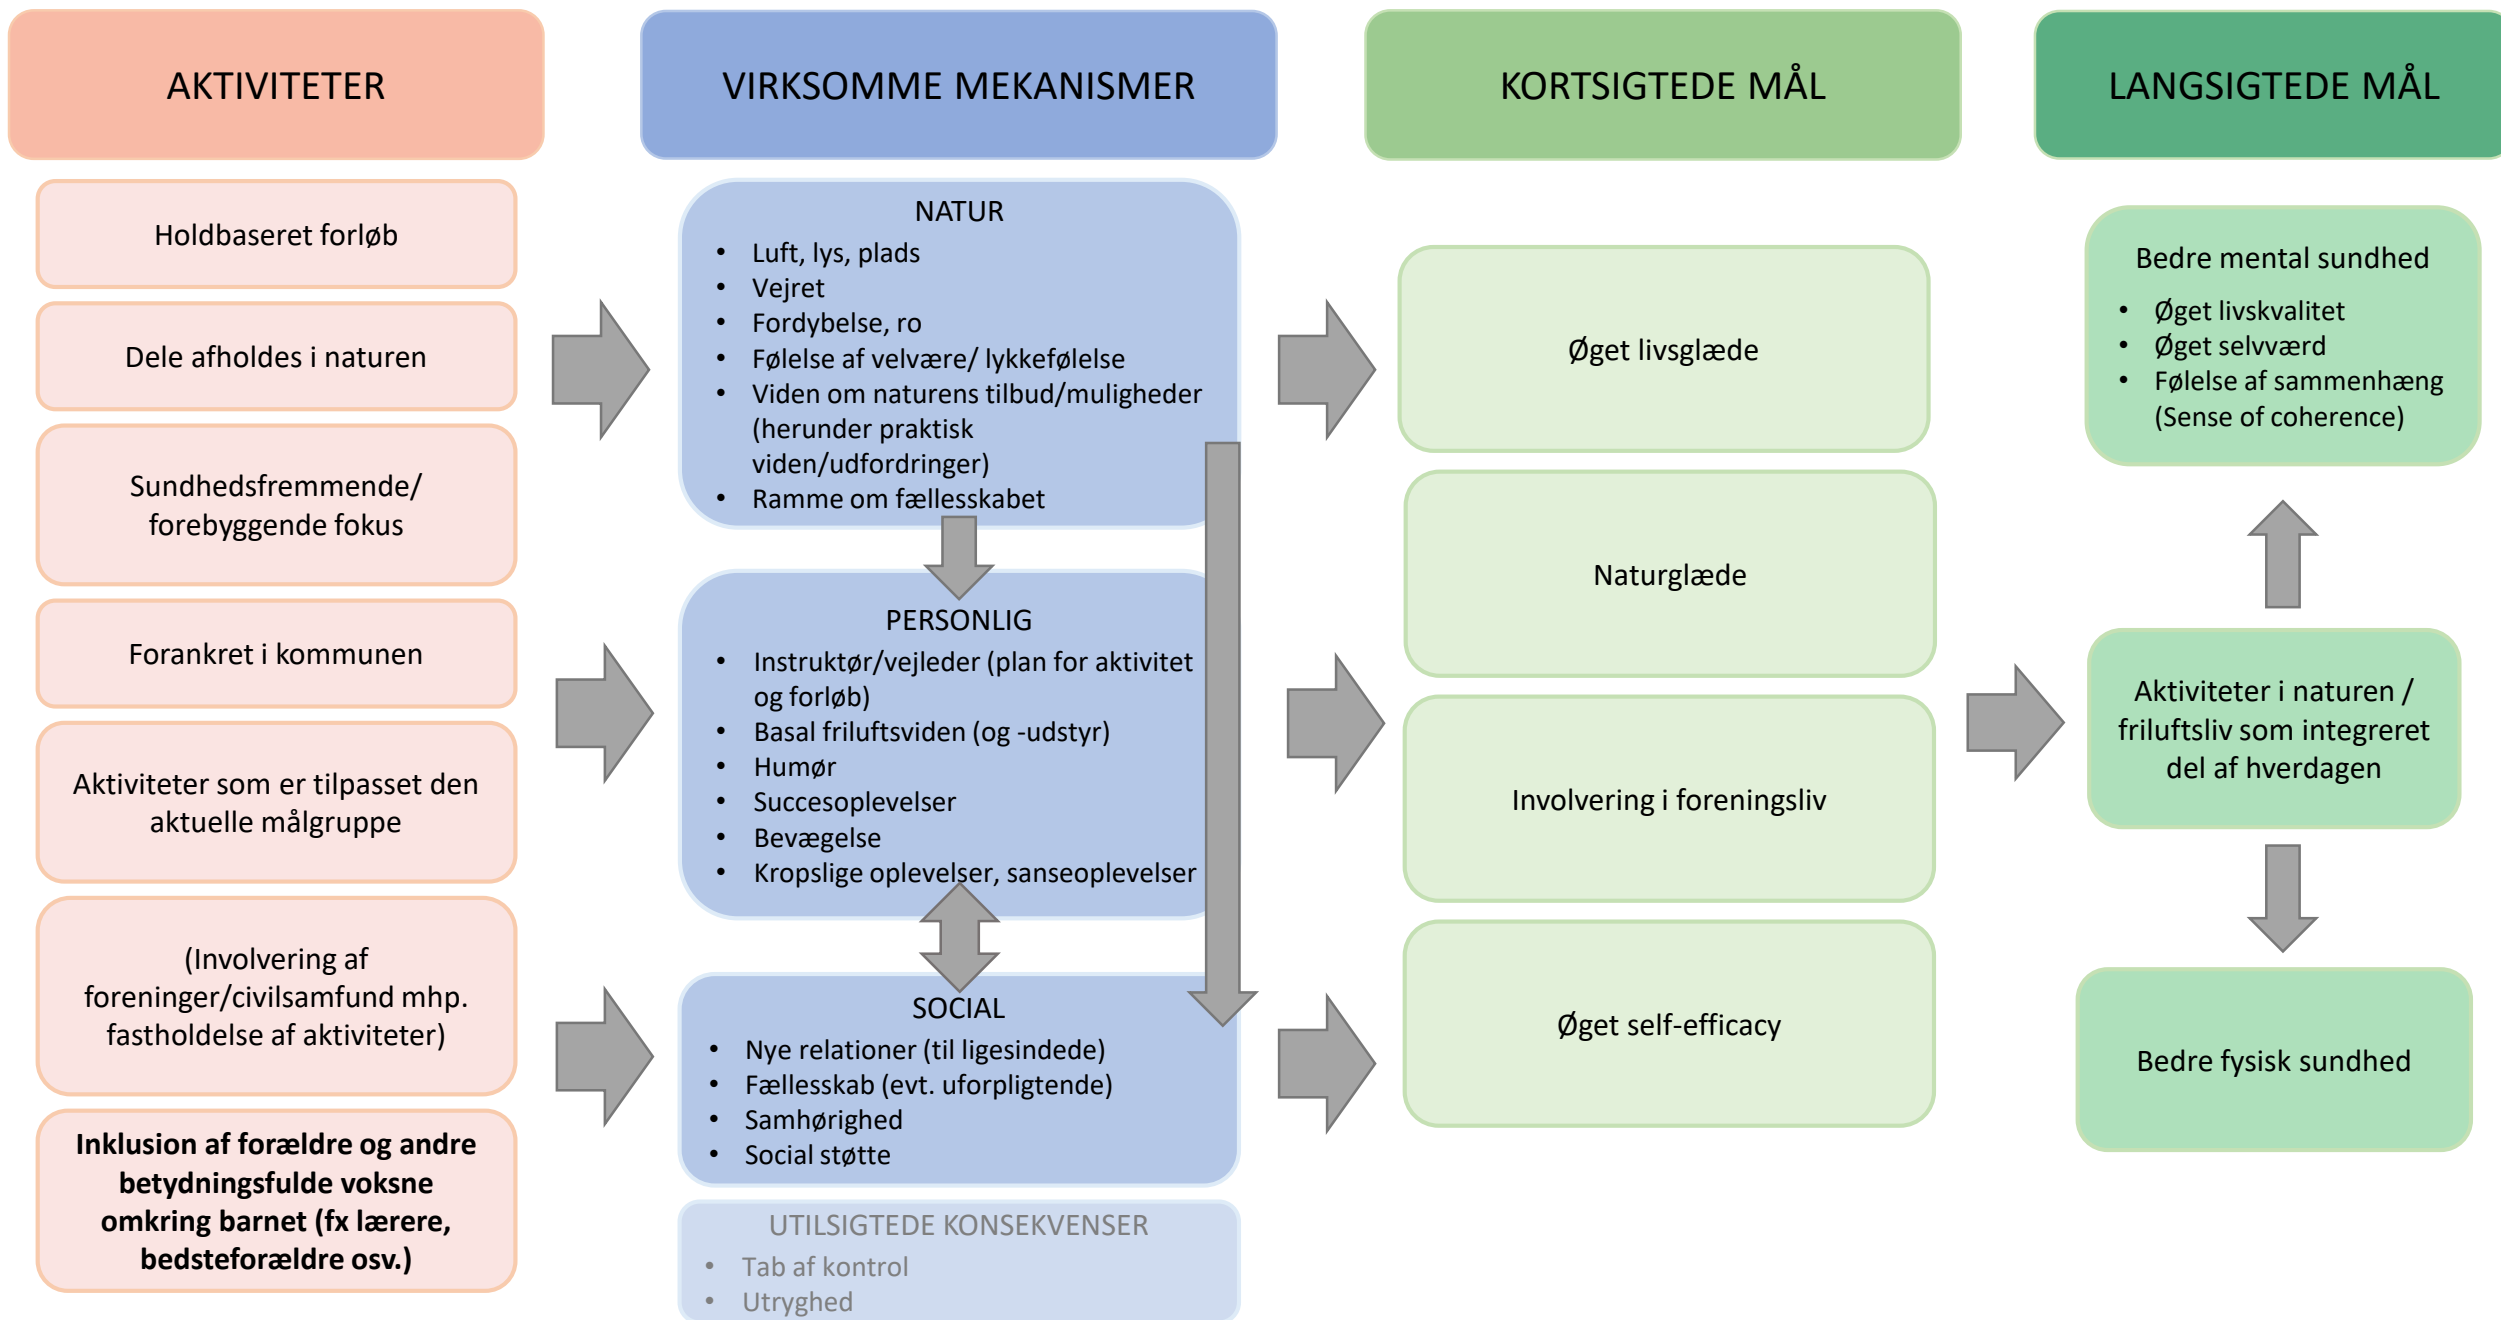 AKTIVITETER
Holdbaseret forløb
Dele afholdes i naturen
Sundhedsfremmende/
forebyggende fokus
Forankret i kommunen
Aktiviteter som er tilpasset den
aktuelle målgruppe
(Involvering af
foreninger/civilsamfund mhp.
fastholdelse af aktiviteter)
Inklusion af forældre og andre
betydningsfulde voksne
omkring barnet (fx lærere,
bedsteforældre osv.)
VIRKSOMME MEKANISMER
NATUR
• Luft, lys, plads
• Vejret
• Fordybelse, ro
• Følelse af velvære/ lykkefølelse
• Viden om naturens tilbud/muligheder
(herunder praktisk
viden/udfordringer)
• Ramme om fællesskabet
PERSONLIG
• Instruktør/vejleder (plan for aktivitet
og forløb)
• Basal friluftsviden (og -udstyr)
• Humør
• Succesoplevelser
• Bevægelse
• Kropslige oplevelser, sanseoplevelser
SOCIAL
• Nye relationer (til ligesindede)
• Fællesskab (evt. uforpligtende)
• Samhørighed
• Social støtte
UTILSIGTEDE KONSEKVENSER
• Tab af kontrol
• Utryghed
KORTSIGTEDE MÅL
Øget livsglæde
Naturglæde
Involvering i foreningsliv
Øget self-efficacy
LANGSIGTEDE MÅL
Bedre mental sundhed
• Øget livskvalitet
• Øget selvværd
• Følelse af sammenhæng
(Sense of coherence)
Aktiviteter i naturen /
friluftsliv som integreret
del af hverdagen
Bedre fysisk sundhed